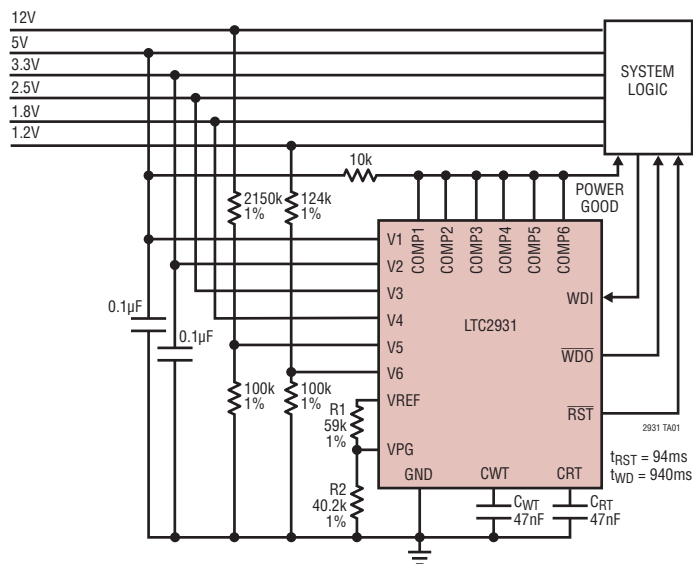 12V
5V
3.3V
2.5V
1.8V
1.2V
SYSTEM
LOGIC
10k
POWER
GOOD
2150k
1%
124k
1%
COMP1
COMP2
COMP3
COMP4
COMP5
COMP6
V1
V2
V3
V4
V5
V6
VREF
VPG
WDI
LTC2931
WDO
RST
0.1µF
0.1µF
100k
1%
100k
1%
R1
59k
1%
R2
40.2k
1%
GND
CWT
CRT
2931 TA01
tRST = 94ms
tWD = 940ms
CWT
47nF
CRT
47nF